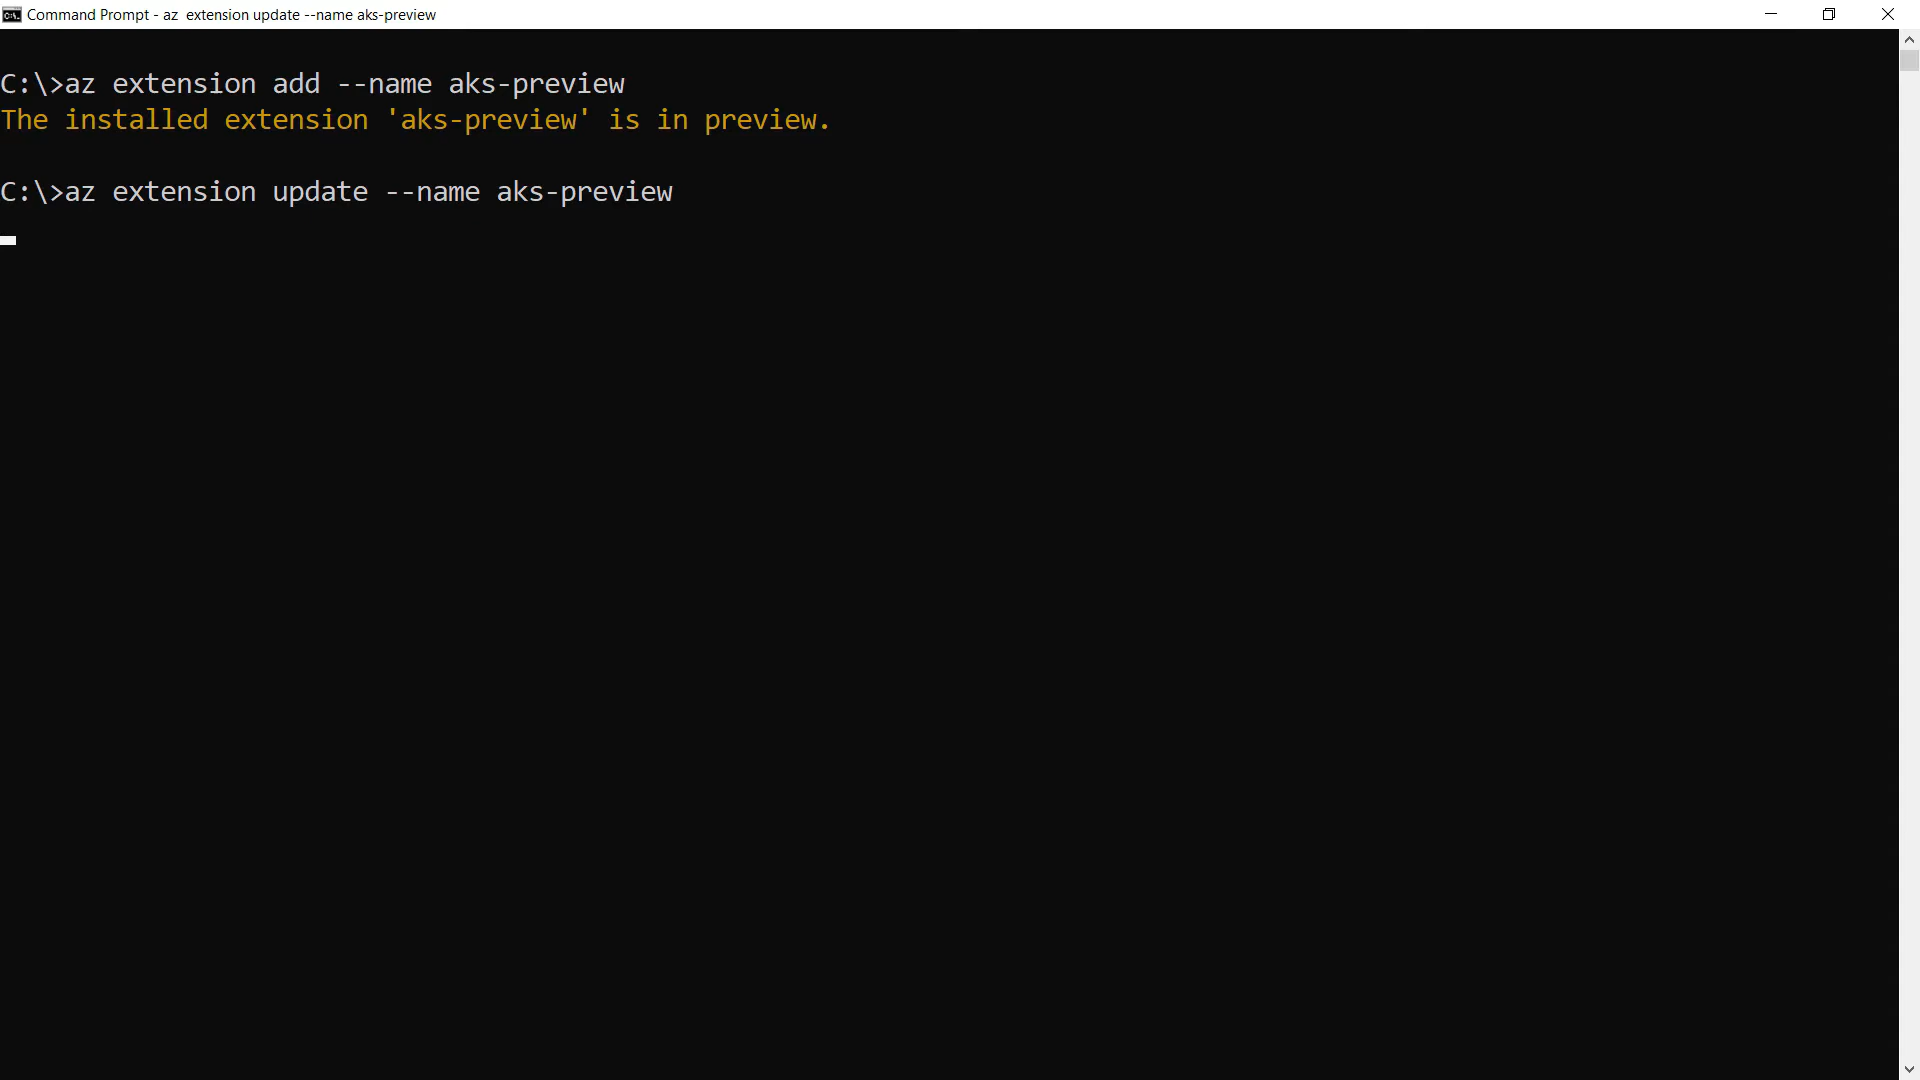 Command Prompt - az  extension update --name aks-preview
C:\>az extension add --name aks-preview
The installed extension 'aks-preview' is in preview.
C:\>az extension update --name aks-preview